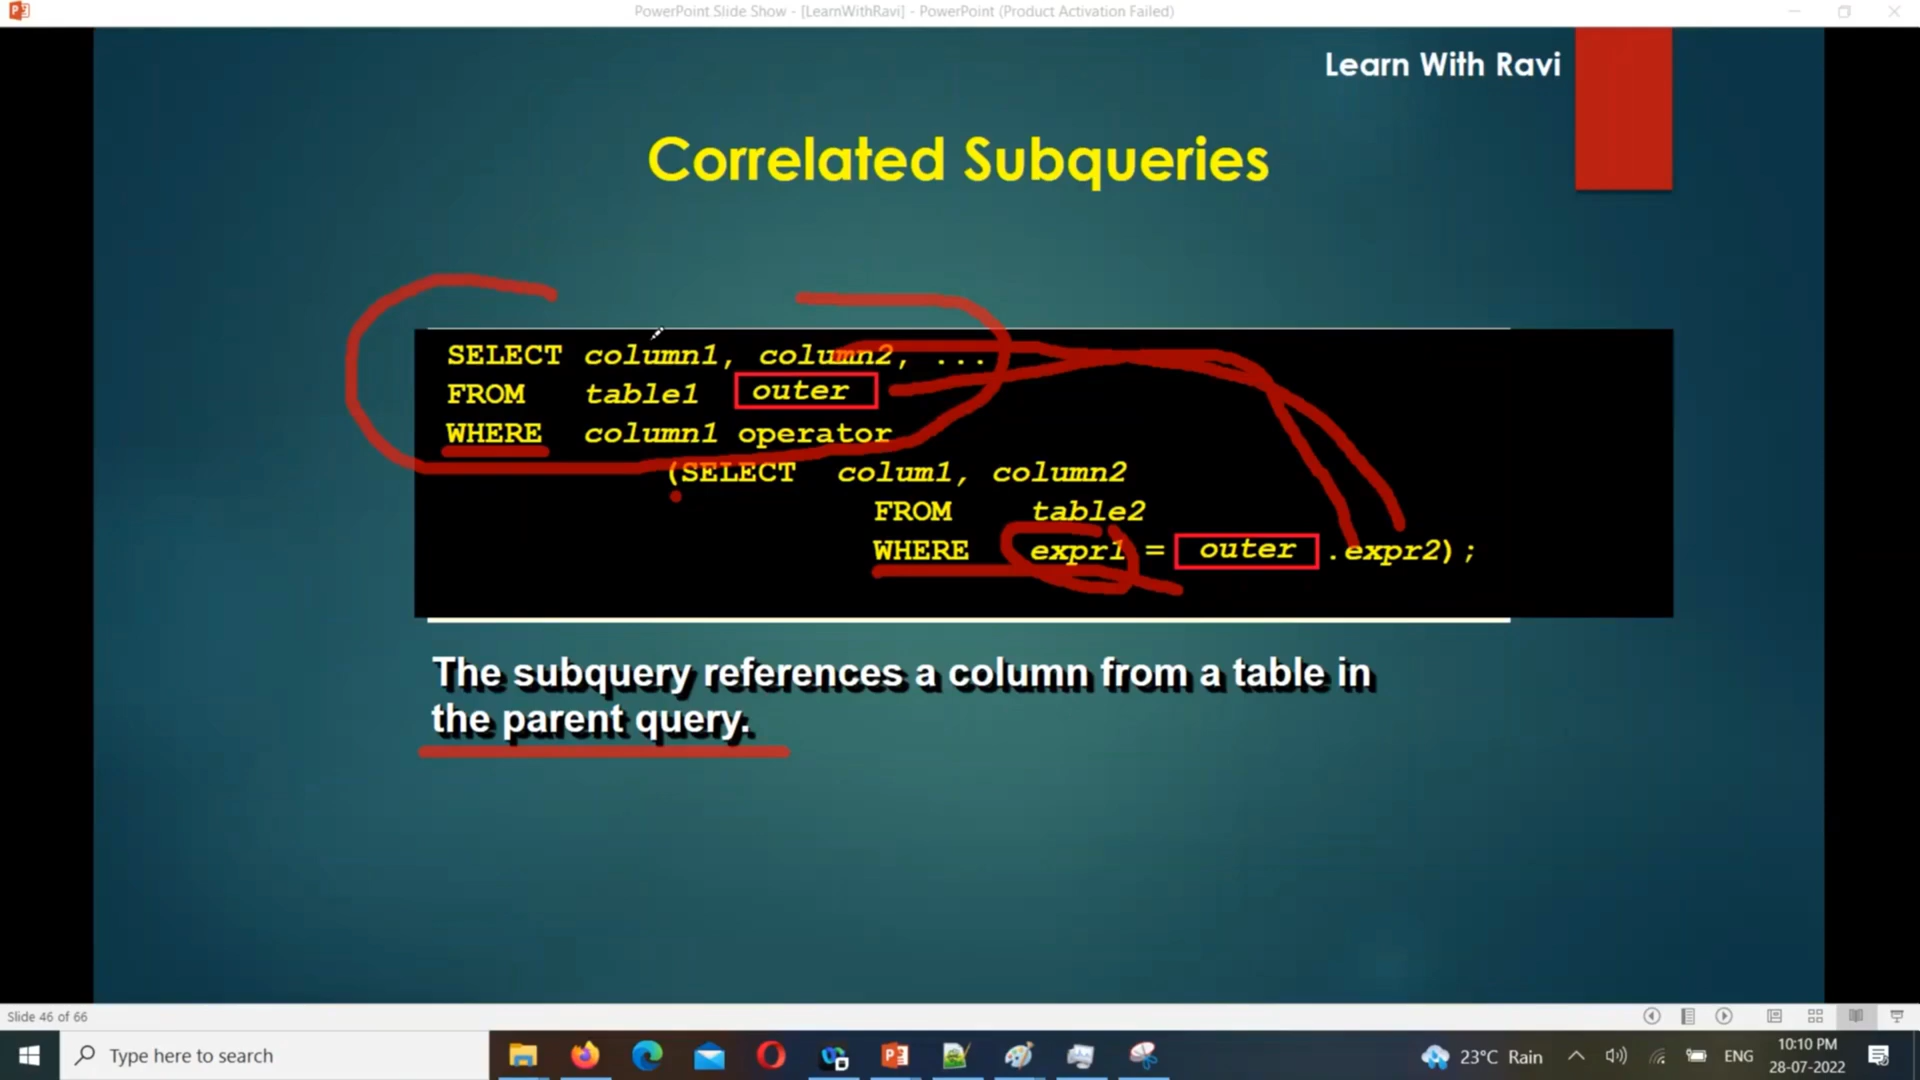 PowerPoint Slide Show - [LearnWithRavi] - PowerPoint (Product Activation Failed)
Learn With Ravi
Correlated Subqueries
SELECT column1, column2, ...
FROM table1 outer
WHERE column1 operator
(SELECT colum1, column2
FROM table2
WHERE expr1 = outer .expr2);
The subquery references a column from a table in
the parent query.
Slide 46 of 66
Type here to search
23°C Rain
ENG
10:10 PM
28-07-2022